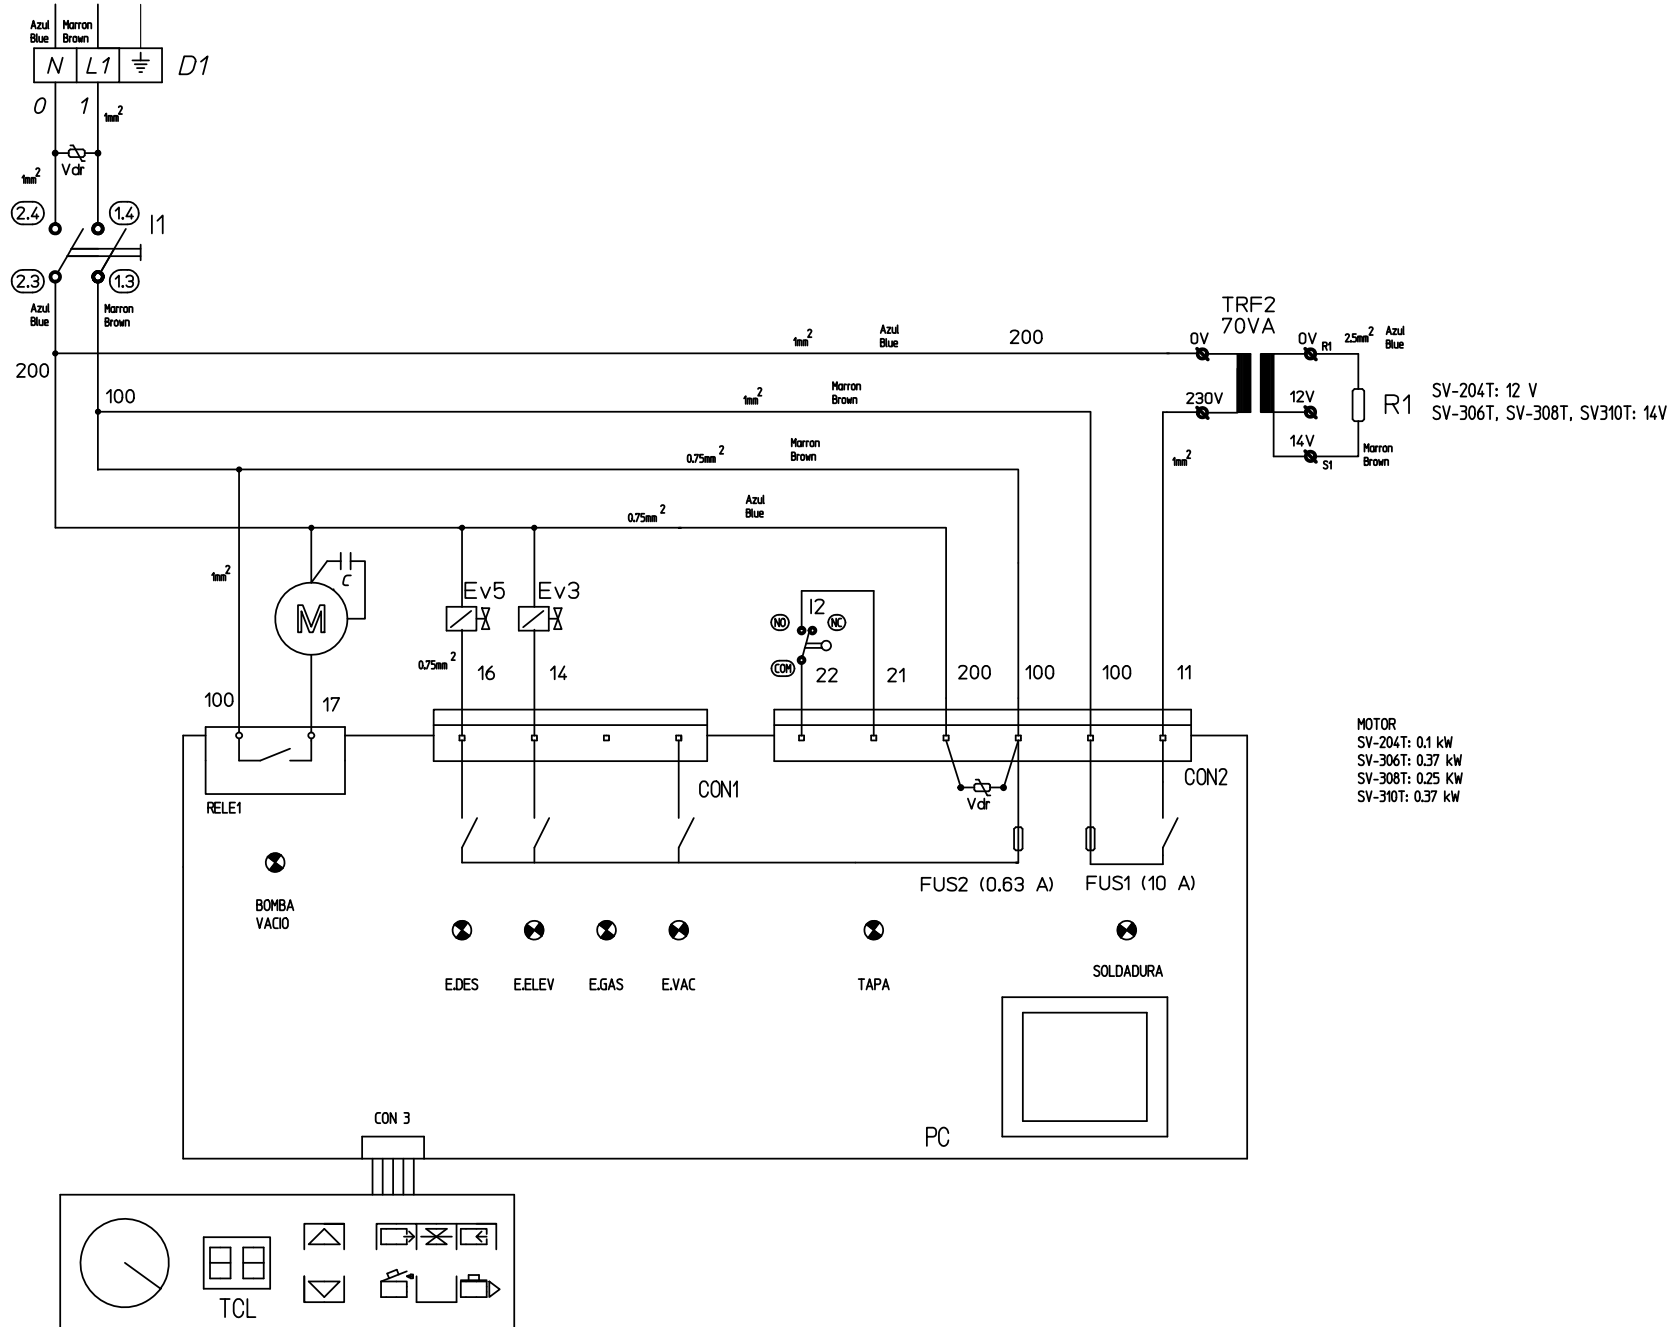 Azul Marron
Blue Brown
N L1 D1
0 1
1mm2
Vdr
1mm2
2.4 1.4 I1
2.3 1.3
Azul Marron
Blue Brown
TRF2
70VA
1mm2 Azul 200 0V 0V R1 2.5mm2 Azul
Blue Blue
200
100 1mm2 Marron
Brown
230V 12V R1
SV-204T: 12 V
SV-306T, SV-308T, SV310T: 14V
14V
S1 Marron
Brown
0.75mm2 Marron
Brown
1mm2
0.75mm2 Azul
Blue
1mm2 C
M
Ev5 Ev3
I2
NO NC
COM
0.75mm2 16 14 22 21 200 100 100 11
100 17
MOTOR
SV-204T: 0.1 kW
SV-306T: 0.37 kW
SV-308T: 0.25 KW
SV-310T: 0.37 kW
RELE1 CON1 Vdr CON2
FUS2 (0.63 A) FUS1 (10 A)
BOMBA
VACIO
E.DES E.ELEV E.GAS E.VAC TAPA SOLDADURA
CON 3
PC
TCL